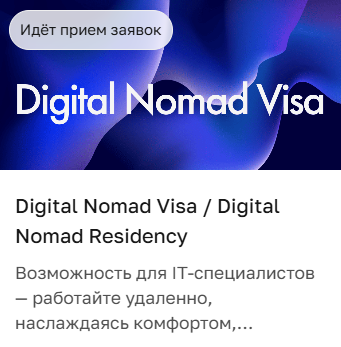 Идёт прием заявок
Digital Nomad Visa
Digital Nomad Visa / Digital
Nomad Residency
Возможность для IT-специалистов
— работайте удаленно,
наслаждаясь комфортом,...